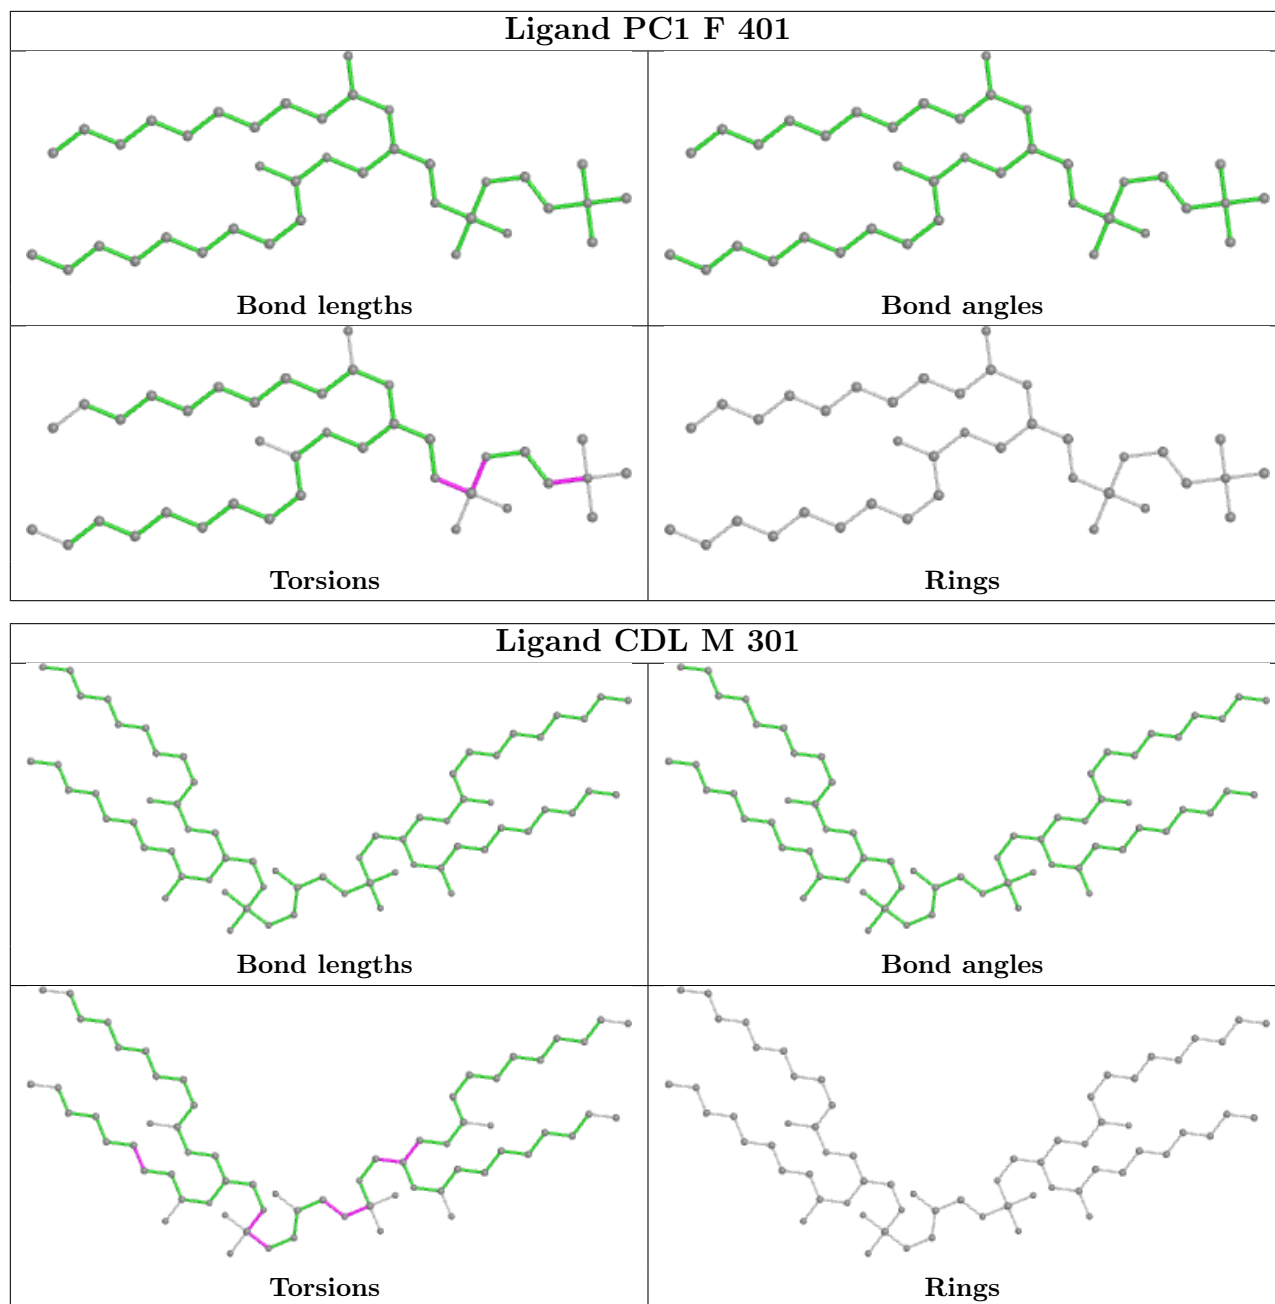 Ligand PC1 F 401
Bond lengths
Bond angles
Torsions
Rings
Ligand CDL M 301
Bond lengths
Bond angles
Torsions
Rings